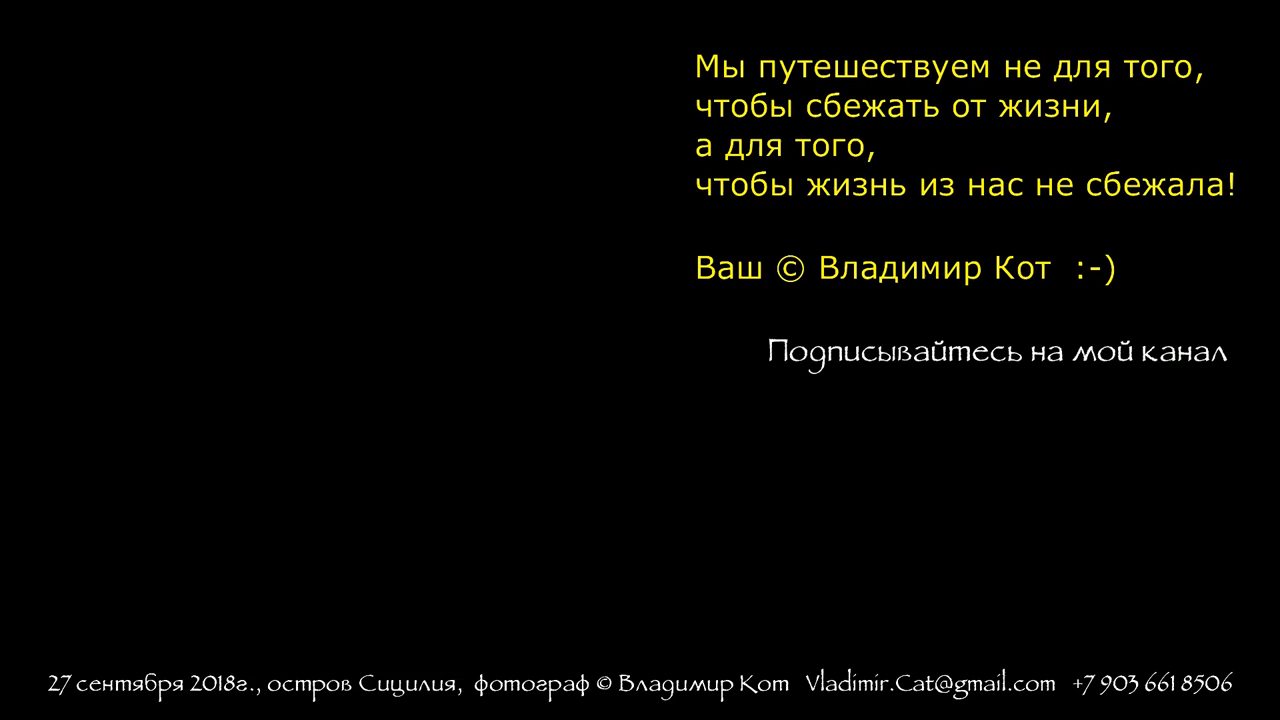 Мы путешествуем не для того,
чтобы сбежать от жизни,
а для того,
чтобы жизнь из нас не сбежала!
Ваш © Владимир Кот :-)
Подписывайтесь на мой канал
27 сентября 2018г., остров Сицилия, фотограф © Владимир Кот Vladimir.Cat@gmail.com +7 903 661 8506